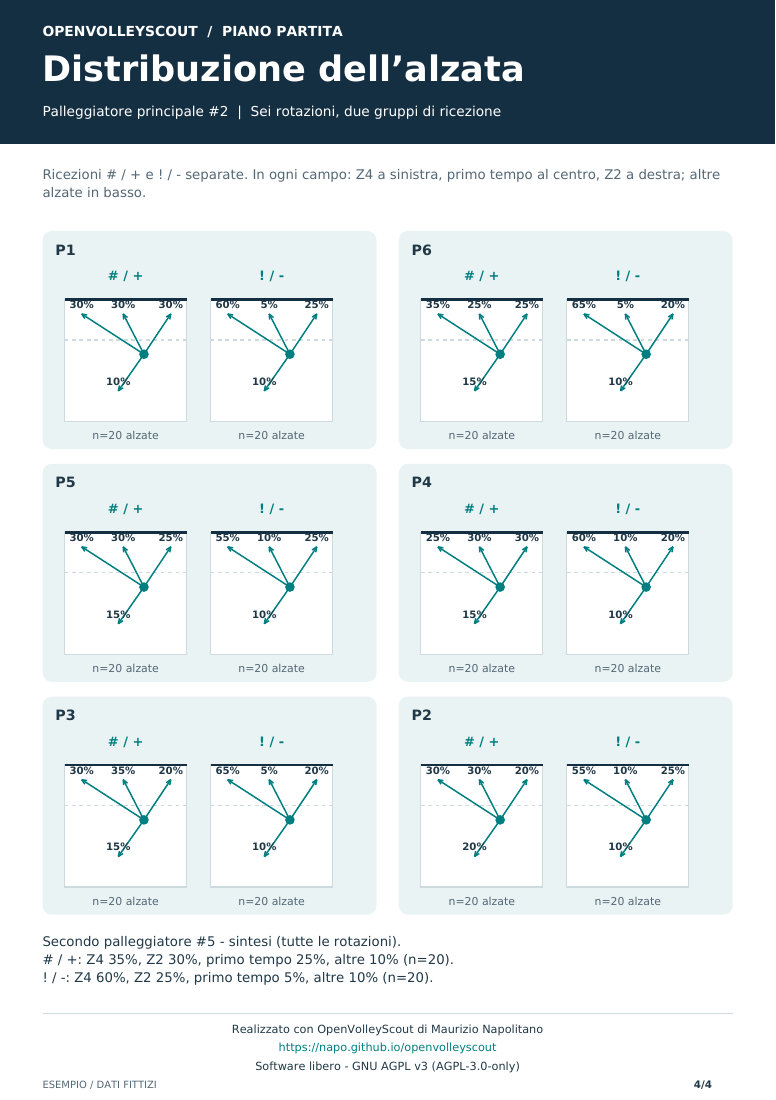 OPENVOLLEYSCOUT / PIANO PARTITA
Distribuzione dell’alzata
Palleggiatore principale #2 | Sei rotazioni, due gruppi di ricezione
Ricezioni # / + e ! / - separate. In ogni campo: Z4 a sinistra, primo tempo al centro, Z2 a destra; altre
alzate in basso.
P1
# / + ! / -
30% 30% 30% 60% 5% 25%
10% 10%
n=20 alzate n=20 alzate
P6
# / + ! / -
35% 25% 25% 65% 5% 20%
15% 10%
n=20 alzate n=20 alzate
P5
# / + ! / -
30% 30% 25% 55% 10% 25%
15% 10%
n=20 alzate n=20 alzate
P4
# / + ! / -
25% 30% 30% 60% 10% 20%
15% 10%
n=20 alzate n=20 alzate
P3
# / + ! / -
30% 35% 20% 65% 5% 20%
15% 10%
n=20 alzate n=20 alzate
P2
# / + ! / -
30% 30% 20% 55% 10% 25%
20% 10%
n=20 alzate n=20 alzate
Secondo palleggiatore #5 - sintesi (tutte le rotazioni).
# / +: Z4 35%, Z2 30%, primo tempo 25%, altre 10% (n=20).
! / -: Z4 60%, Z2 25%, primo tempo 5%, altre 10% (n=20).
Realizzato con OpenVolleyScout di Maurizio Napolitano
https://napo.github.io/openvolleyscout
Software libero - GNU AGPL v3 (AGPL-3.0-only)
ESEMPIO / DATI FITTIZI 4/4